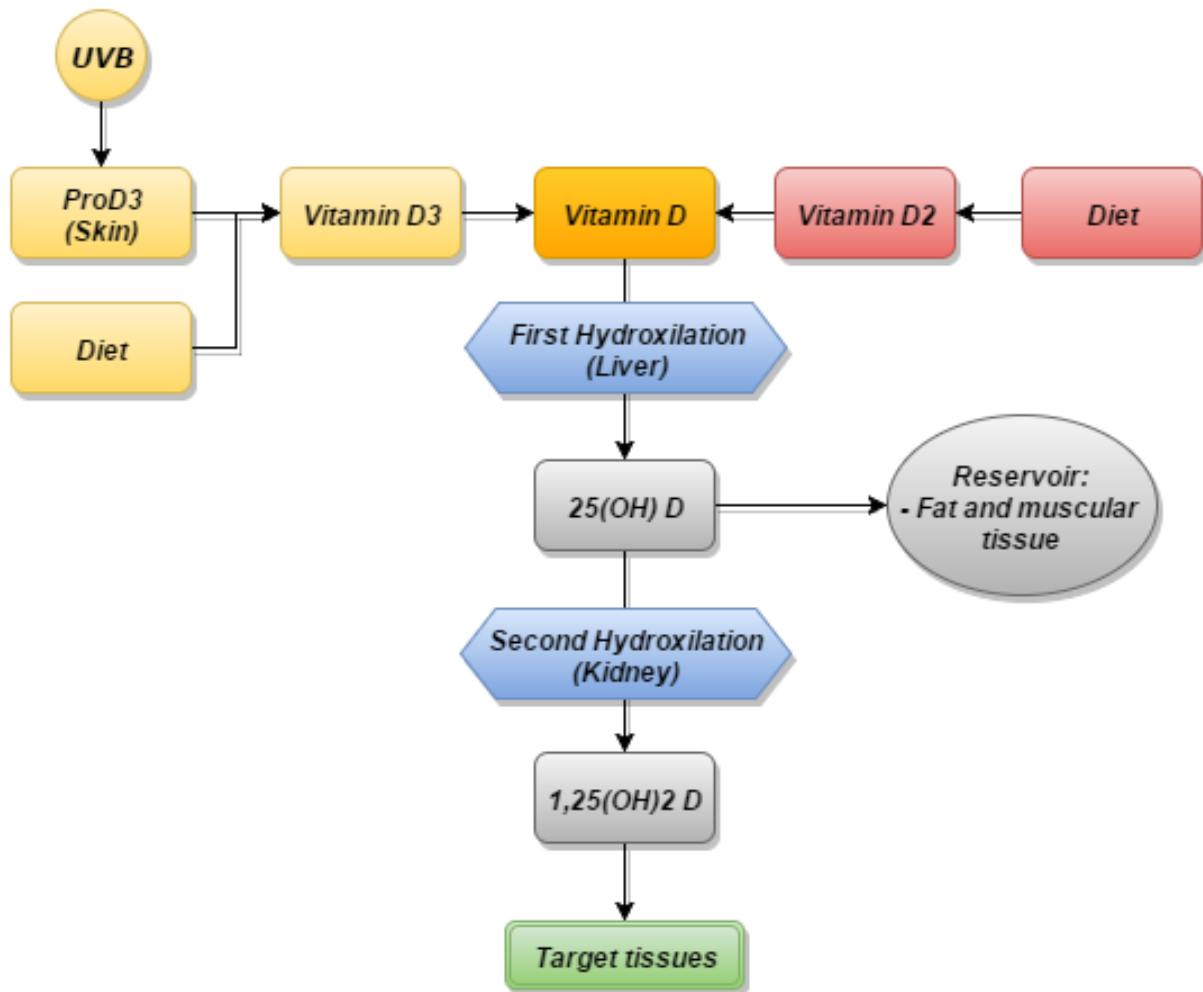 UVB
ProD3
(Skin)
Vitamin D3
Vitamin D
Vitamin D2
Diet
Diet
First Hydroxilation
(Liver)
25(OH) D
Reservoir:
- Fat and muscular
tissue
Second Hydroxilation
(Kidney)
1,25(OH)2 D
Target tissues